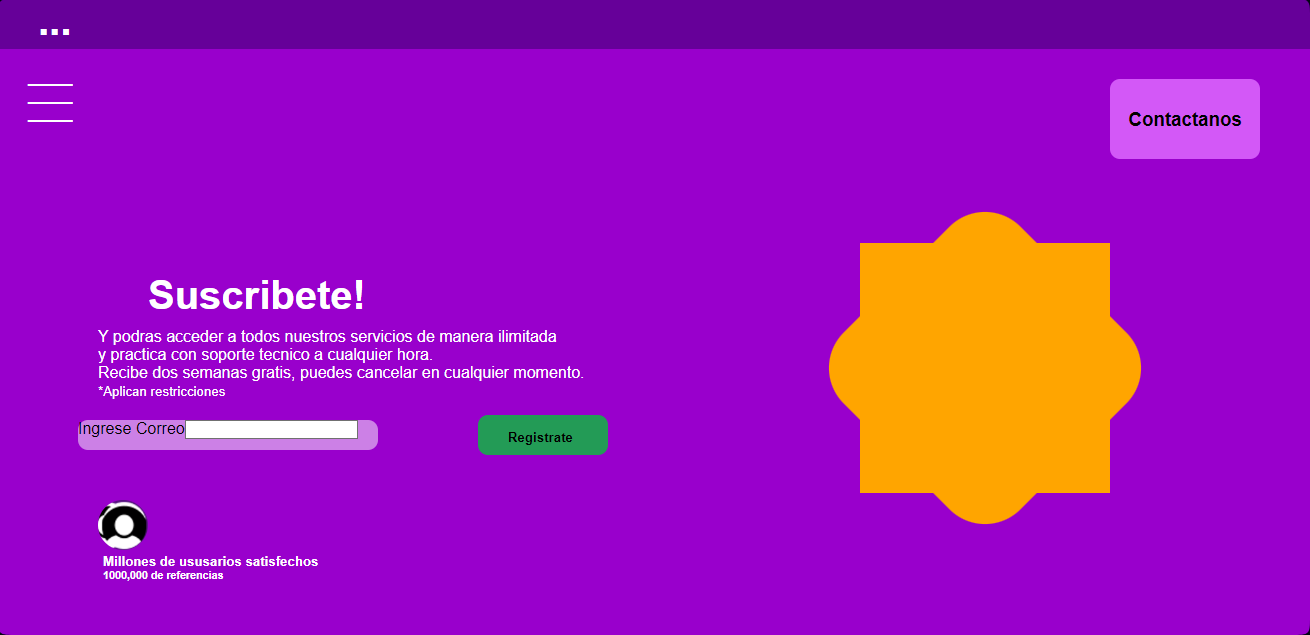 ...
Contactanos
Suscribete!
Y podras acceder a todos nuestros servicios de manera ilimitada
y practica con soporte tecnico a cualquier hora.
Recibe dos semanas gratis, puedes cancelar en cualquier momento.
*Aplican restricciones
Ingrese Correo
Registrate
Millones de ususarios satisfechos
1000,000 de referencias